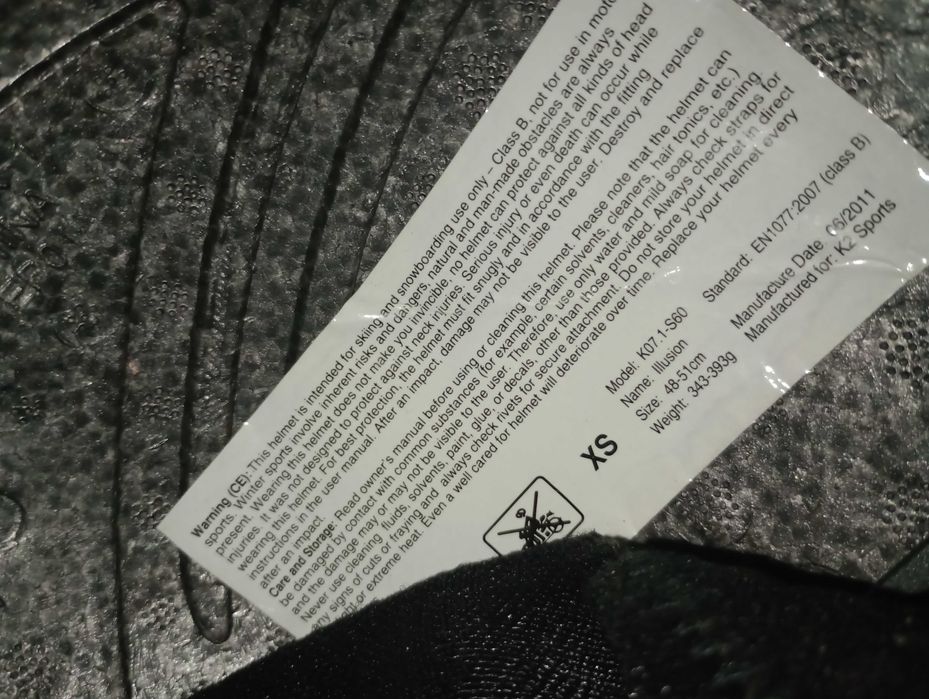 Warning (CE): This helmet is intended for skiing and snowboarding use only – Class B, not for use in
sports. Winter sports involve inherent risks and dangers, natural and man-made obstacles are always
present. Wearing this helmet does not make you invincible, no helmet can protect against all kinds of head
injuries. It was not designed to protect against neck injuries. Serious injury or even death can occur while
wearing this helmet. For best protection, the helmet must fit snugly and in accordance with the fitting
instructions in the user manual. After an impact, damage may not be visible to the user. Destroy and replace
after an impact.
Care and Storage: Read owner's manual before using or cleaning this helmet. Please note that the helmet can
be damaged by contact with common substances (for example, certain solvents, cleaners, hair tonics, etc.)
and the damage may or may not be visible to the user. Therefore, use only water and mild soap for cleaning.
Never use cleaning fluids, solvents, paint, glue, or decals, other than those provided. Always check straps for
any signs of cuts or fraying and always check rivets for secure attachment. Do not store your helmet in direct
or extreme heat. Even a well cared for helmet will deteriorate over time. Replace your helmet every
XS
Model: K07.1-S60
Name: Illusion
Size: 48-51cm
Weight: 343-393g
Standard: EN1077:2007 (class B)
Manufacture Date: 06/2011
Manufactured for: K2 Sports